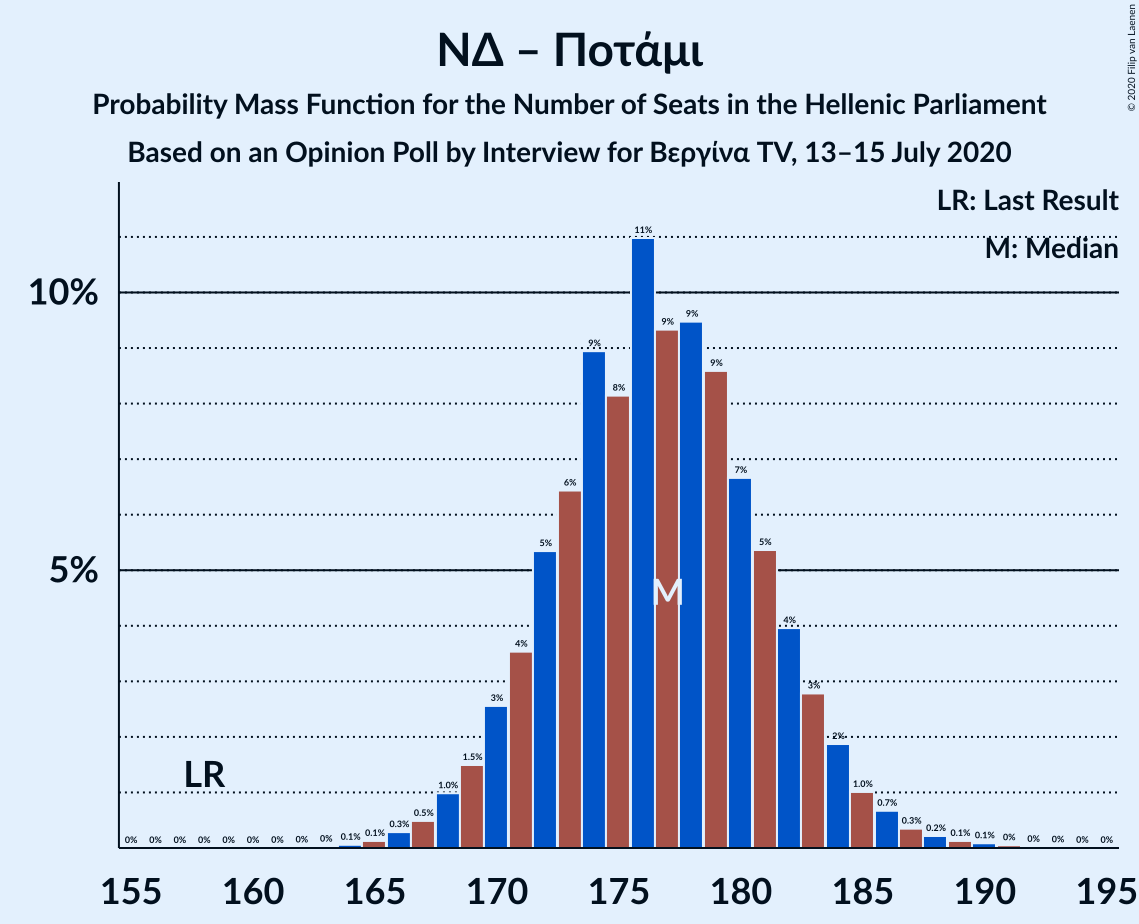 © 2020 Filip van Laenen
ΝΔ – Ποτάμι
Probability Mass Function for the Number of Seats in the Hellenic Parliament
Based on an Opinion Poll by Interview for Βεργίνα TV, 13–15 July 2020
LR: Last Result
M: Median
10%
5%
0% 0% 0% 0% 0% 0% 0% 0% 0% 0.1% 0.1% 0.3% 0.5% 1.0% 1.5% 3% 4% 5% 6% 9% 8% 11% 9% 9% 9% 7% 5% 4% 3% 2% 1.0% 0.7% 0.3% 0.2% 0.1% 0.1% 0% 0% 0% 0% 0%
M
LR
155 160 165 170 175 180 185 190 195